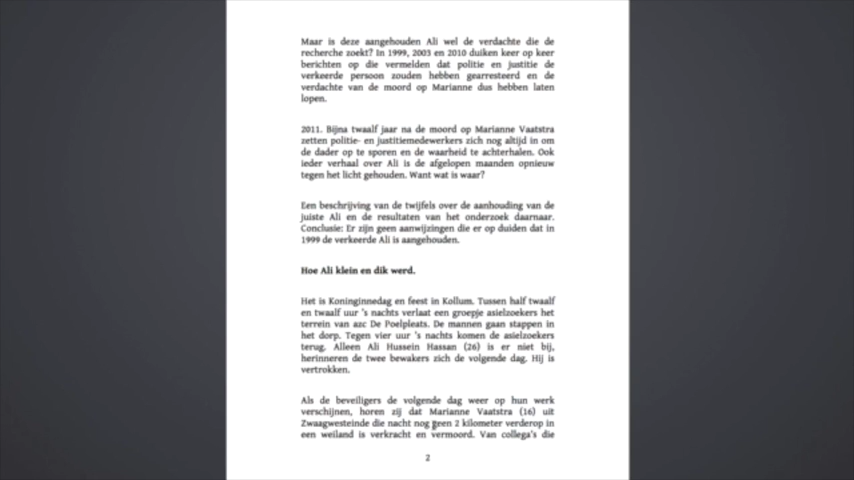 Maar is deze aangehouden Ali wel de verdachte die de
recherche zoekt? In 1999, 2003 en 2010 duiken keer op keer
berichten op die vermelden dat politie en justitie de
verkeerde persoon zouden hebben gearresteerd en de
verdachte van de moord op Marianne dus hebben laten
lopen.
2011. Bijna twaalf jaar na de moord op Marianne Vaatstra
zetten politie- en justitiemedewerkers zich nog altijd in om
de dader op te sporen en de waarheid te achterhalen. Ook
ieder verhaal over Ali is de afgelopen maanden opnieuw
tegen het licht gehouden. Want wat is waar?
Een beschrijving van de twijfels over de aanhouding van de
juiste Ali en de resultaten van het onderzoek daarnaar.
Conclusie: Er zijn geen aanwijzingen die er op duiden dat in
1999 de verkeerde Ali is aangehouden.
Hoe Ali klein en dik werd.
Het is Koninginnedag en feest in Kollum. Tussen half twaalf
en twaalf uur 's nachts verlaat een groepje asielzoekers het
terrein van azc De Poelpleats. De mannen gaan stappen in
het dorp. Tegen vier uur 's nachts komen de asielzoekers
terug. Alleen Ali Hussein Hassan (26) is er niet bij,
herinneren de twee bewakers zich de volgende dag. Hij is
vertrokken.
Als de beveiligers de volgende dag weer op hun werk
verschijnen, horen zij dat Marianne Vaatstra (16) uit
Zwaagwesteinde die nacht nog geen 2 kilometer verderop in
een weiland is verkracht en vermoord. Van collega's die
2